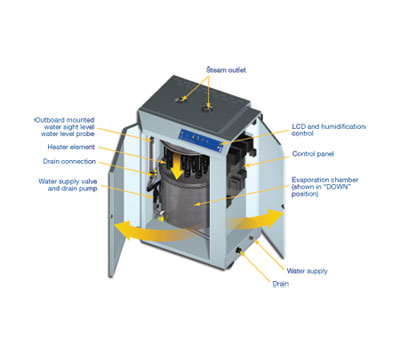 Steam outlet
Outboard mounted
water sight level
water level probe
Heater element
Drain connection
Water supply valve
and drain pump
LCD and humidification
control
Control panel
Evaporation chamber
(shown in "DOWN"
position)
Water supply
Drain